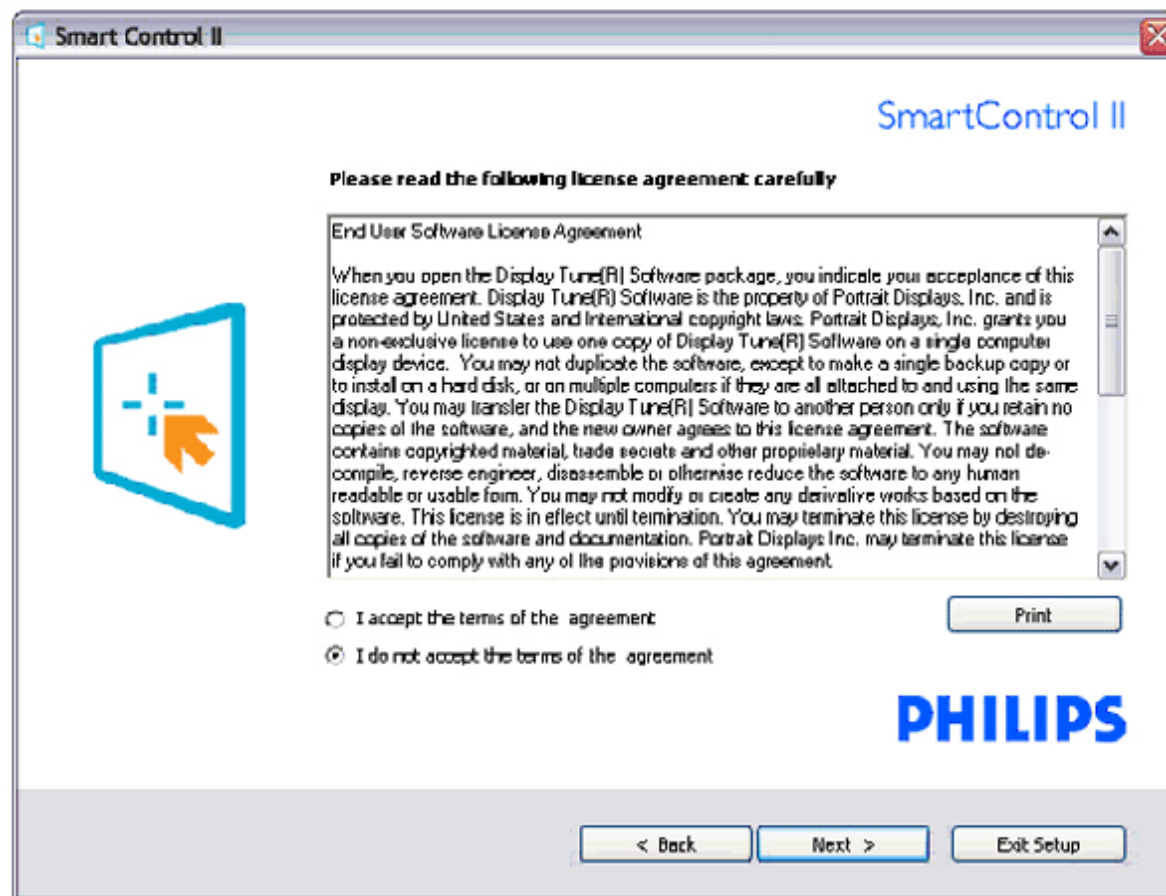 Smart Control II
SmartControl II
Please read the following license agreement carefully
End User Software License Agreement
When you open the Display Tune(R) Software package, you indicate your acceptance of this
license agreement. Display Tune(R) Software is the property of Portrait Displays, Inc. and is
protected by United States and International copyright laws. Portrait Displays, Inc. grants you
a non-exclusive license to use one copy of Display Tune(R) Software on a single computer
display device. You may not duplicate the software, except to make a single backup copy or
to install on a hard disk, or on multiple computers if they are all attached to and using the same
display. You may transfer the Display Tune(R) Software to another person only if you retain no
copies of the software, and the new owner agrees to this license agreement. The software
contains copyrighted material, trade secrets and other proprietary material. You may not de-
compile, reverse engineer, disassemble or otherwise reduce the software to any human
readable or usable form. You may not modify or create any derivative works based on the
software. This license is in effect until termination. You may terminate this license by destroying
all copies of the software and documentation. Portrait Displays Inc. may terminate this license
if you fail to comply with any of the provisions of this agreement.
I accept the terms of the agreement
Print
I do not accept the terms of the agreement
PHILIPS
< Back
Next >
Exit Setup